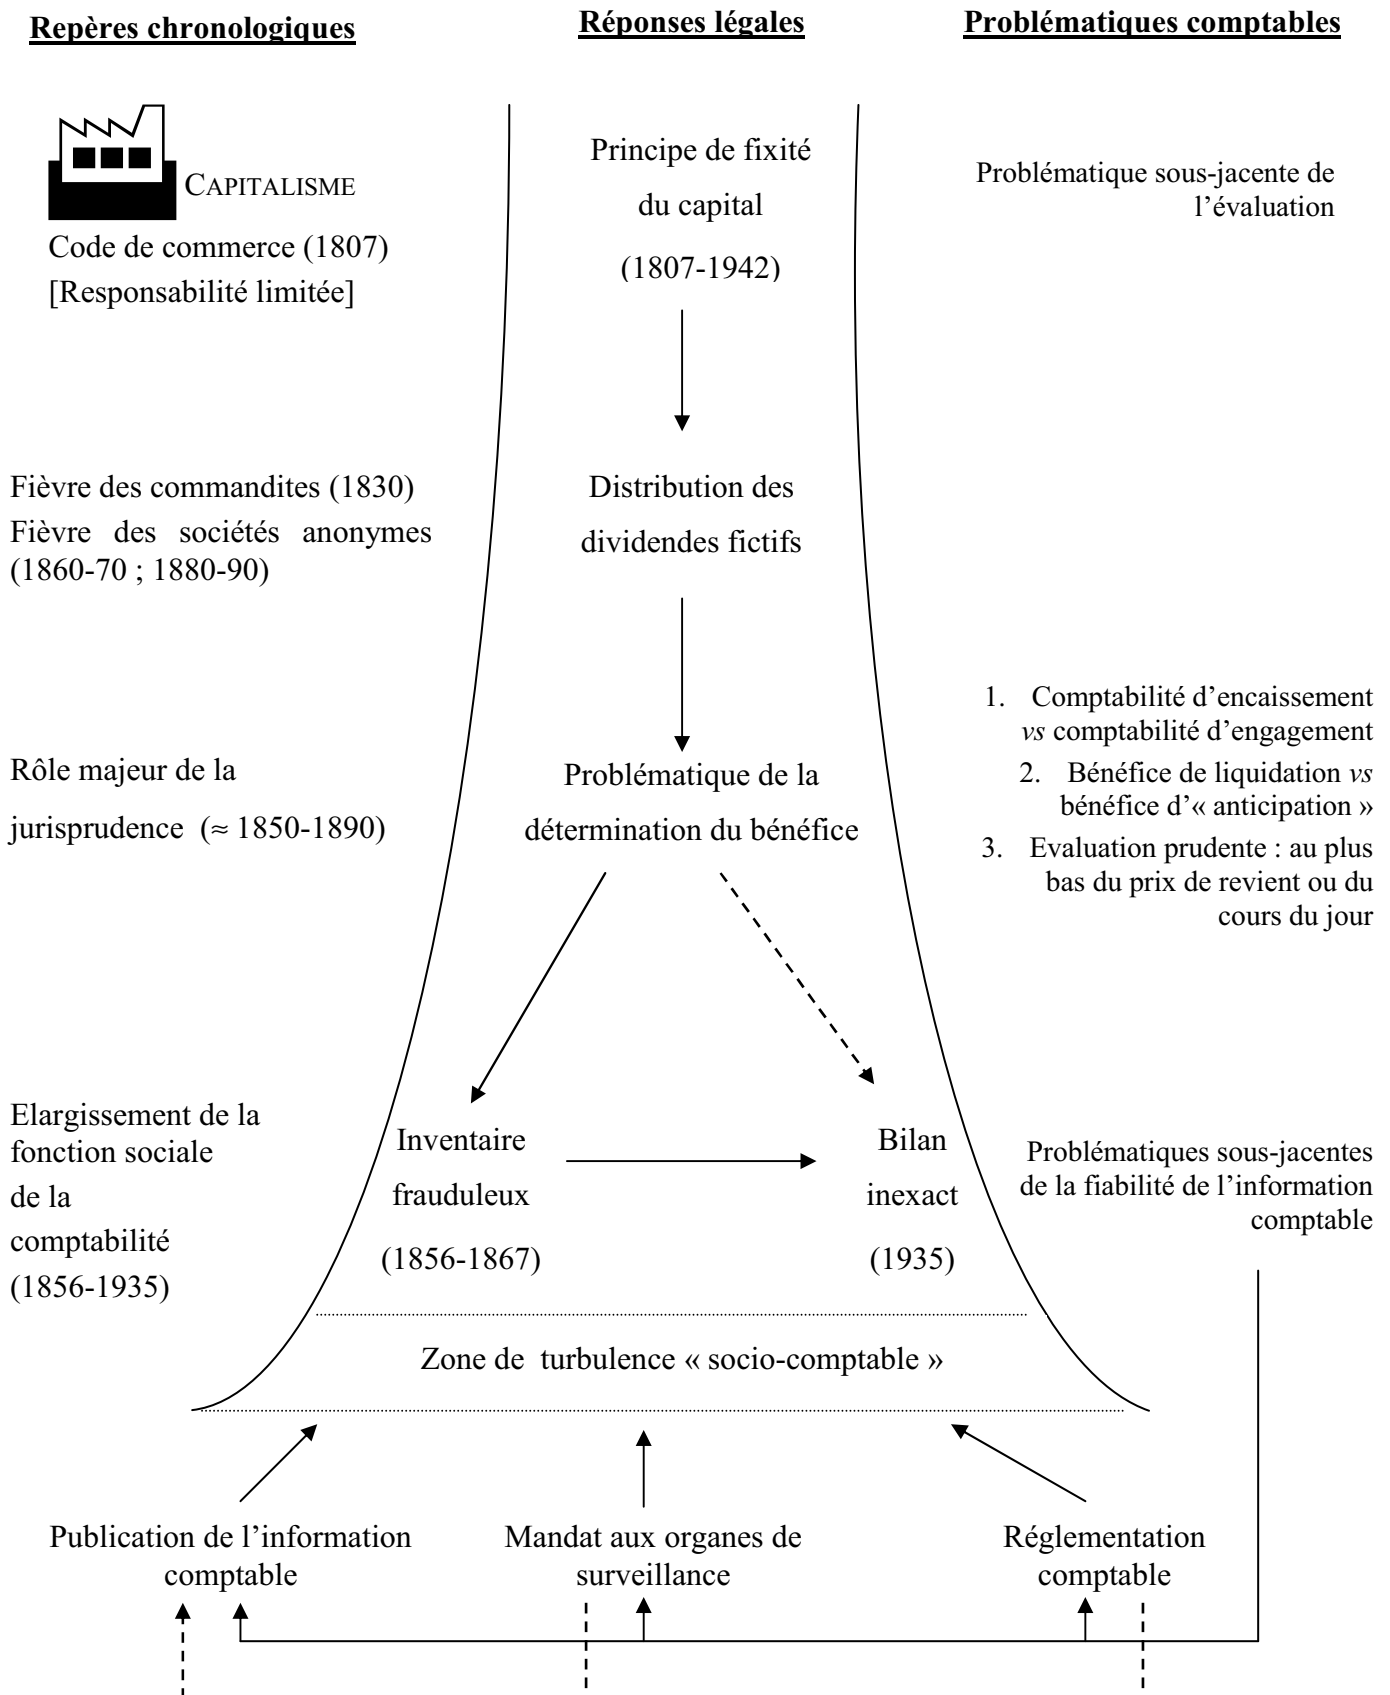 Repères chronologiques
Réponses légales
Problématiques comptables
CAPITALISME
Code de commerce (1807)
[Responsabilité limitée]
Principe de fixité
du capital
(1807-1942)
Problématique sous-jacente de
l’évaluation
Fièvre des commandites (1830)
Fièvre des sociétés anonymes
(1860-70 ; 1880-90)
Distribution des
dividendes fictifs
Rôle majeur de la
jurisprudence (≈ 1850-1890)
Problématique de la
détermination du bénéfice
1. Comptabilité d’encaissement
vs comptabilité d’engagement
2. Bénéfice de liquidation vs
bénéfice d’« anticipation »
3. Evaluation prudente : au plus
bas du prix de revient ou du
cours du jour
Elargissement de la
fonction sociale
de la
comptabilité
(1856-1935)
Inventaire
frauduleux
(1856-1867)
Bilan
inexact
(1935)
Problématiques sous-jacentes
de la fiabilité de l’information
comptable
Zone de turbulence « socio-comptable »
Publication de l’information
comptable
Mandat aux organes de
surveillance
Réglementation
comptable